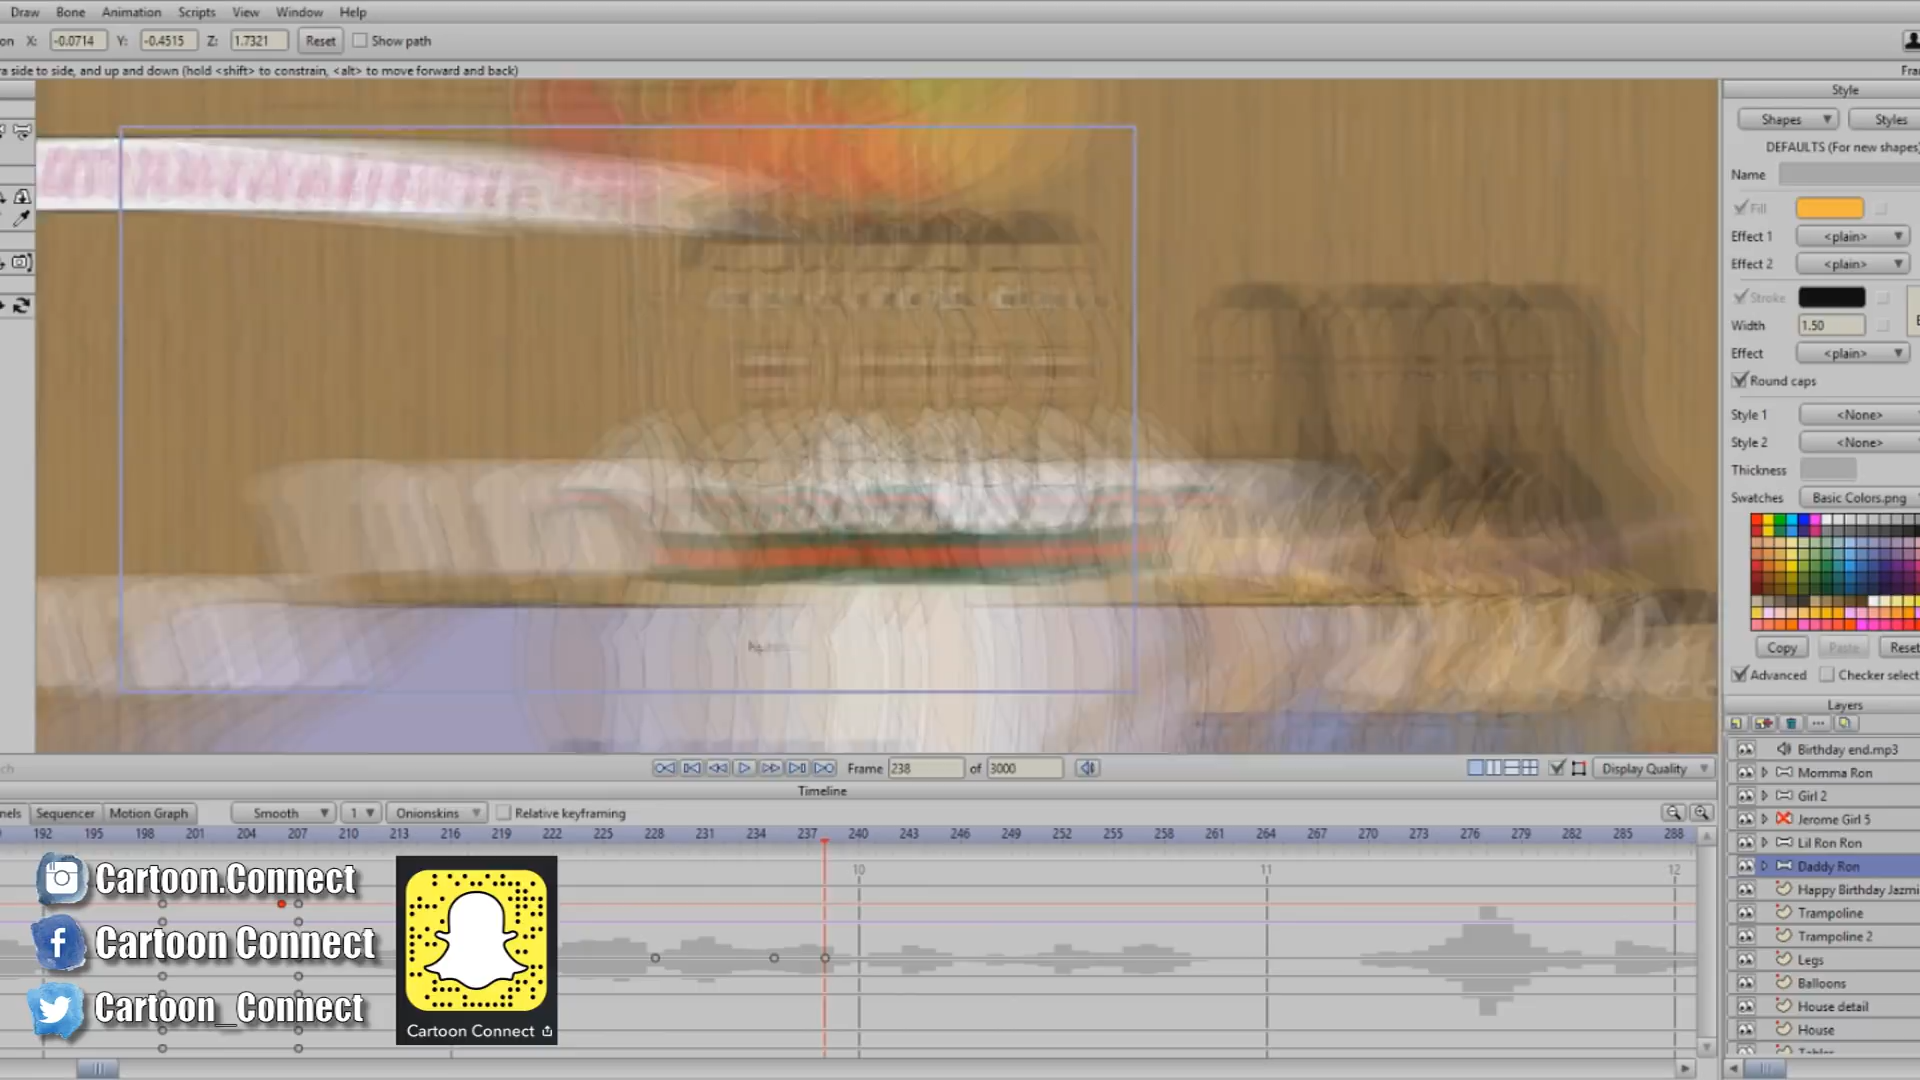 Draw Bone Animation Scripts View Window Help
on X: -0.0714 Y: -0.4515 Z: 1.7321 Reset Show path
ra side to side, and up and down (hold <shift> to constrain, <alt> to move forward and back)
Fra
Style
Shapes Styles
DEFAULTS (For new shapes)
Name
Fill
Effect 1 <plain>
Effect 2 <plain>
Stroke
Width 1.50
Effect <plain>
Round caps
Style 1 <None>
Style 2 <None>
Thickness
Swatches Basic Colors.png
Copy Paste Reset
Advanced Checker select
Layers
Birthday end.mp3
Momma Ron
Girl 2
Jerome Girl 5
Lil Ron Ron
Daddy Ron
Happy Birthday Jazmi
Trampoline
Trampoline 2
Legs
Balloons
House detail
House
Tables
ch
Frame 238 of 3000 Display Quality
Timeline
nels Sequencer Motion Graph Smooth 1 Onionskins Relative keyframing
192 195 198 201 204 207 210 213 216 219 222 225 228 231 234 237 240 243 246 249 252 255 258 261 264 267 270 273 276 279 282 285 288
10 11 12
Cartoon.Connect
Cartoon Connect
Cartoon_Connect
Cartoon Connect